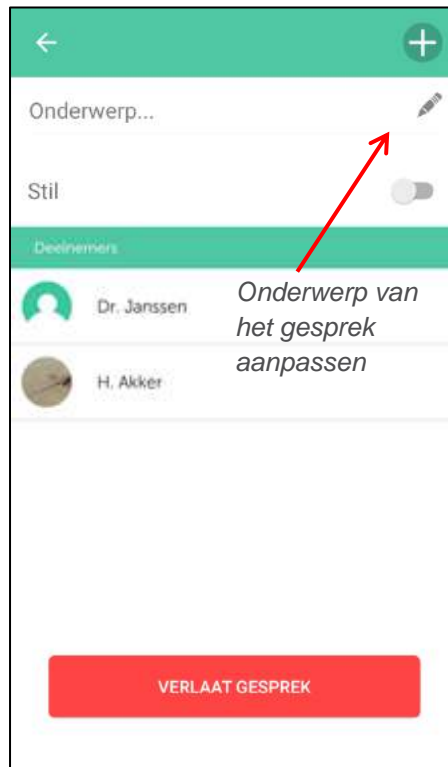 Onderwerp...
Stil
Deelnemers
Dr. Janssen
H. Akker
Onderwerp van
het gesprek
aanpassen
VERLAAT GESPREK